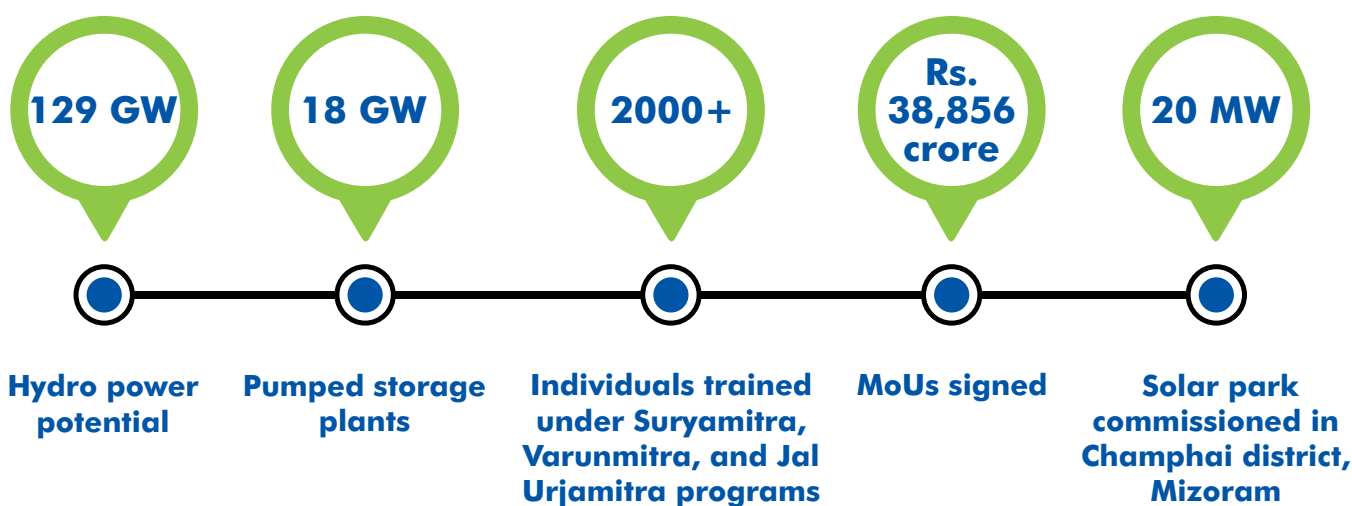 129 GW
18 GW
2000+
Rs.
38,856
crore
20 MW
Hydro power
potential
Pumped storage
plants
Individuals trained
under Suryamitra,
Varunmitra, and Jal
Urjamitra programs
MoUs signed
Solar park
commissioned in
Champhai district,
Mizoram